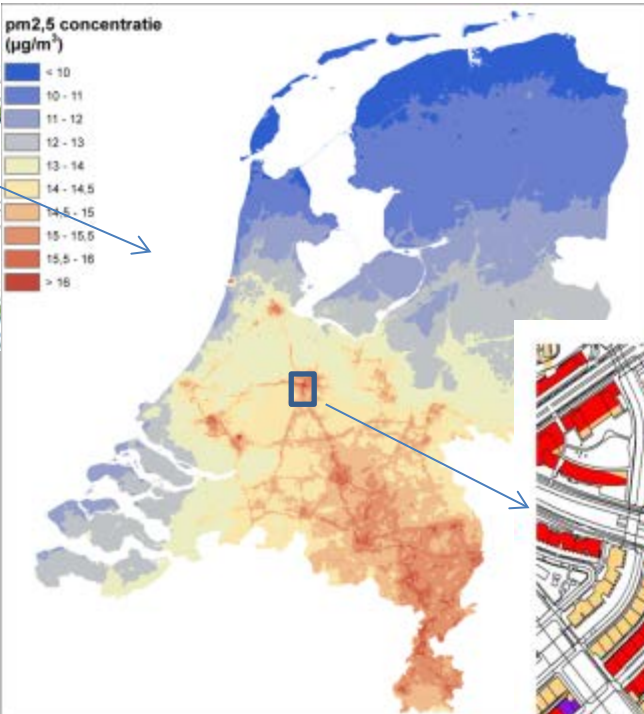 pm2,5 concentratie
(µg/m³)
< 10
10 - 11
11 - 12
12 - 13
13 - 14
14 - 14,5
14,5 - 15
15 - 15,5
15,5 - 16
> 16